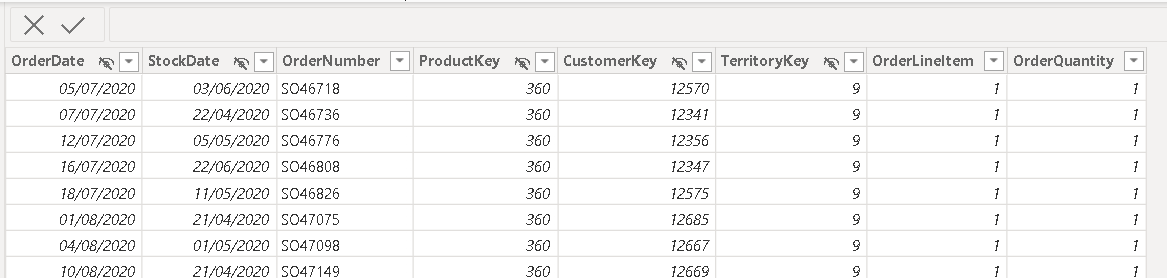 OrderDate StockDate OrderNumber ProductKey CustomerKey TerritoryKey OrderLineItem OrderQuantity
05/07/2020 03/06/2020 SO46718 360 12570 9 1 1
07/07/2020 22/04/2020 SO46736 360 12341 9 1 1
12/07/2020 05/05/2020 SO46776 360 12356 9 1 1
16/07/2020 22/06/2020 SO46808 360 12347 9 1 1
18/07/2020 11/05/2020 SO46826 360 12575 9 1 1
01/08/2020 21/04/2020 SO47075 360 12685 9 1 1
04/08/2020 01/05/2020 SO47098 360 12667 9 1 1
10/08/2020 21/04/2020 SO47149 360 12669 9 1 1